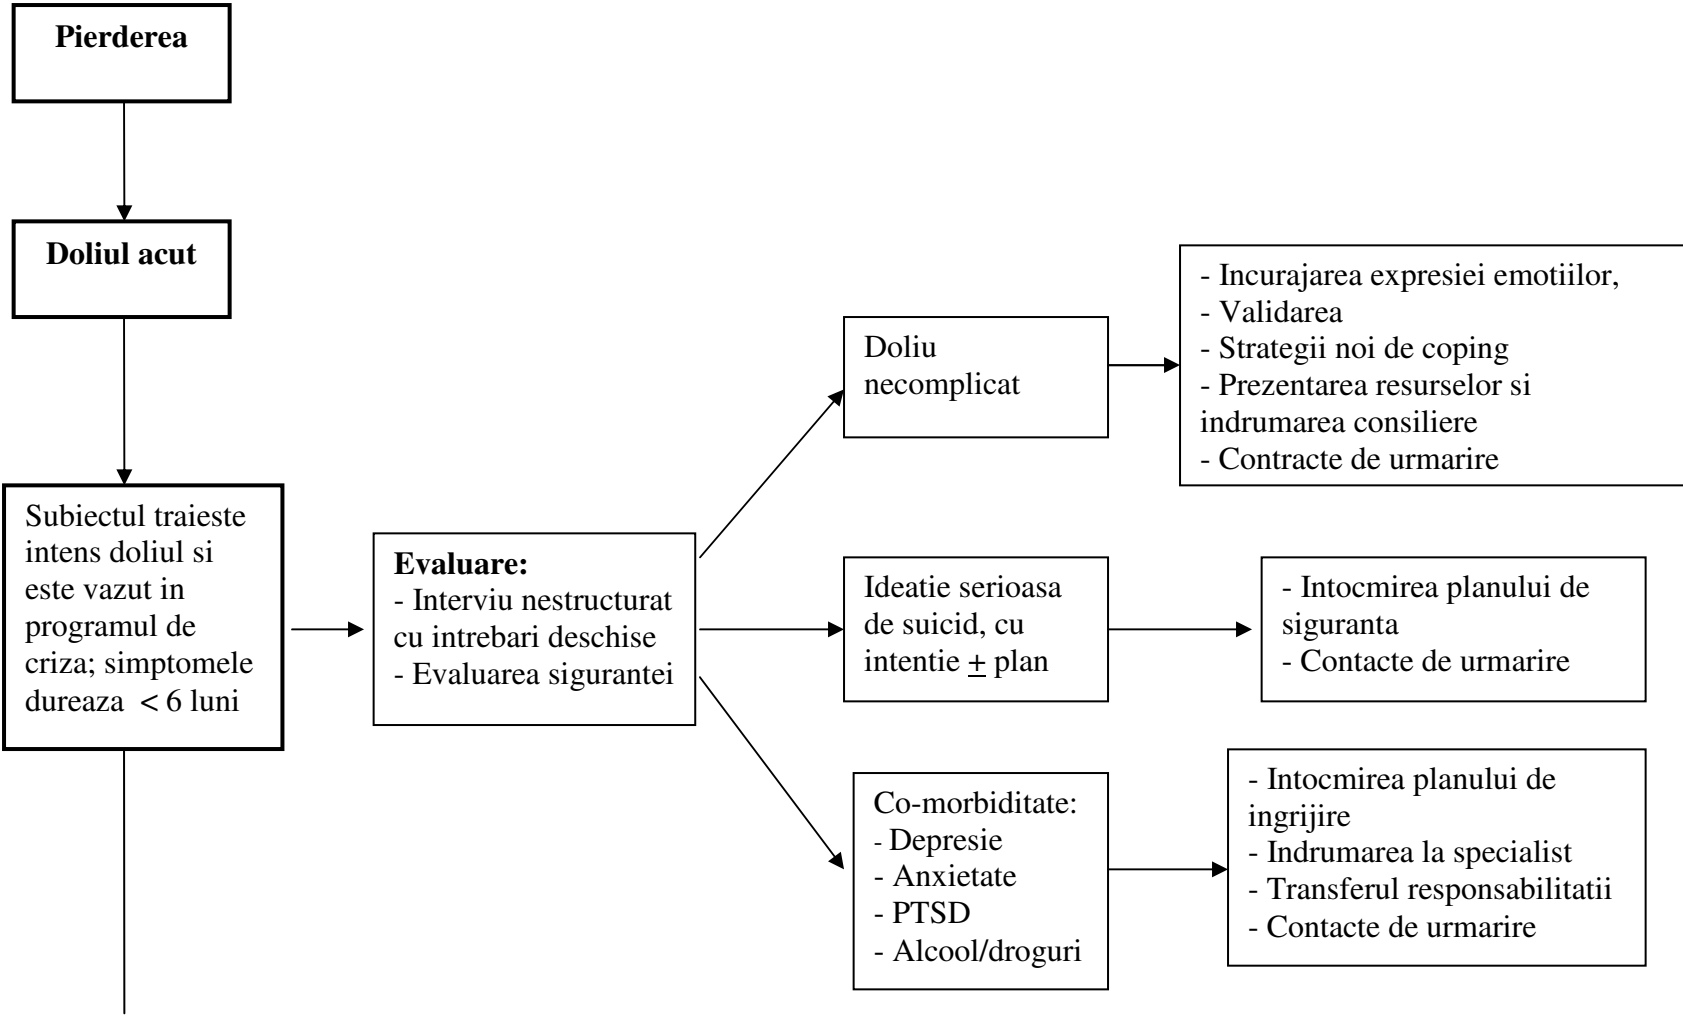 Pierderea
Doliul acut
Subiectul traieste
intens doliul si
este vazut in
programul de
criza; simptomele
dureaza < 6 luni
Evaluare:
- Interviu nestructurat
cu intrebari deschise
- Evaluarea sigurantei
Doliu
necomplicat
- Incurajarea expresiei emotiilor,
- Validarea
- Strategii noi de coping
- Prezentarea resurselor si
indrumarea consiliere
- Contracte de urmarire
Ideatie serioasa
de suicid, cu
intentie ± plan
- Intocmirea planului de
siguranta
- Contacte de urmarire
Co-morbiditate:
- Depresie
- Anxietate
- PTSD
- Alcool/droguri
- Intocmirea planului de
ingrijire
- Indrumarea la specialist
- Transferul responsabilitatii
- Contacte de urmarire